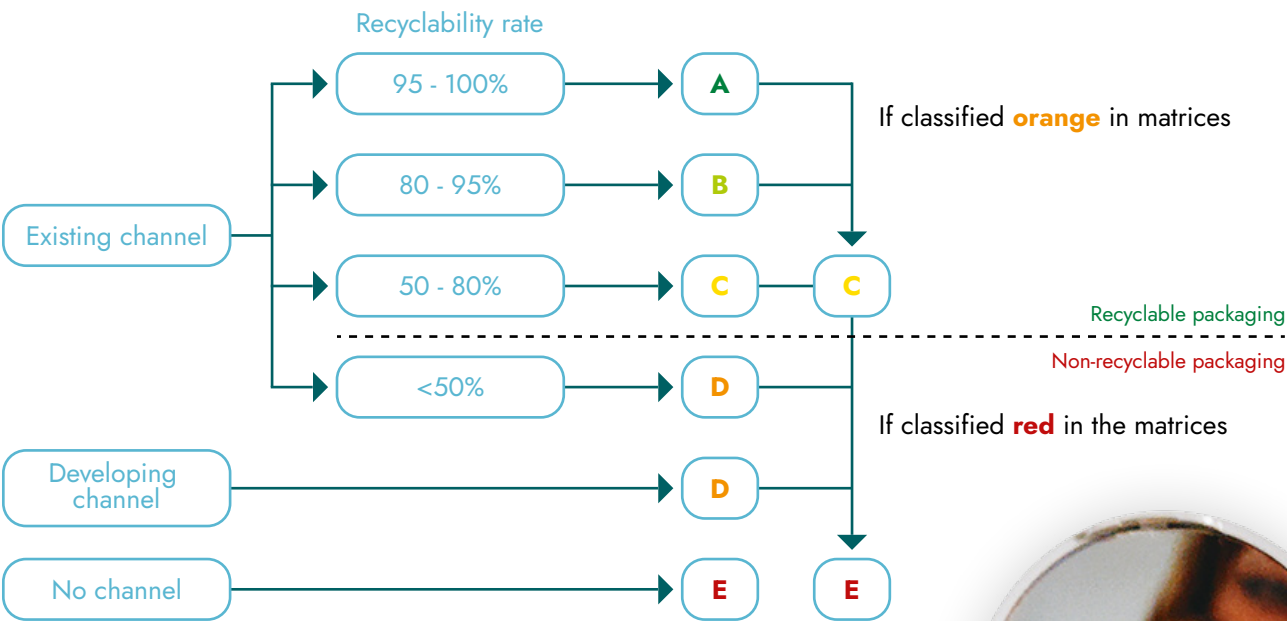 Recyclability rate
95 - 100%
A
If classified orange in matrices
80 - 95%
B
Existing channel
50 - 80%
C
C
Recyclable packaging
Non-recyclable packaging
<50%
D
If classified red in the matrices
Developing
channel
D
No channel
E
E